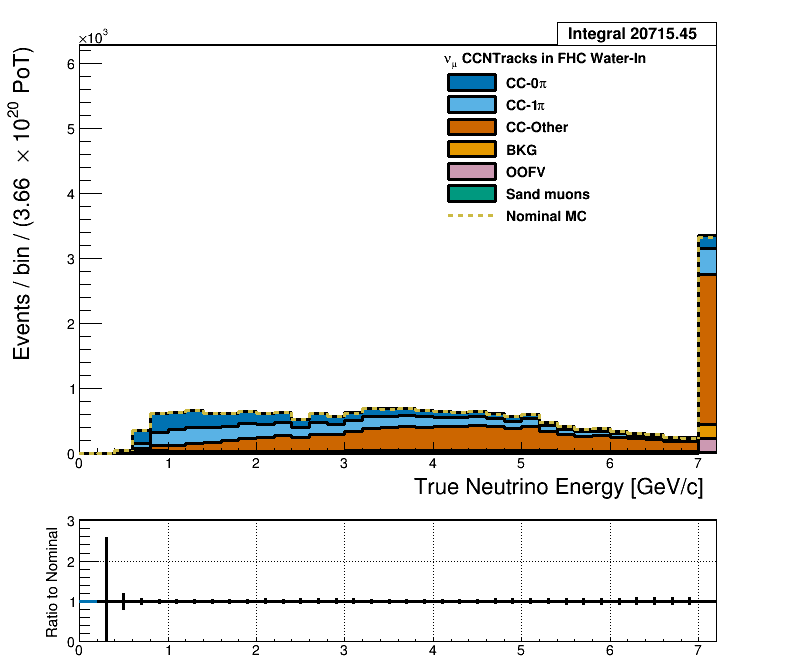 Integral 20715.45
×10³
ν_μ CCNTracks in FHC Water-In
CC-0π
CC-1π
CC-Other
BKG
OOFV
Sand muons
Nominal MC
Events / bin / (3.66 × 10²⁰ PoT)
6
5
4
3
2
1
0
0 1 2 3 4 5 6 7
True Neutrino Energy [GeV/c]
Ratio to Nominal
3
2
1
0
0 1 2 3 4 5 6 7